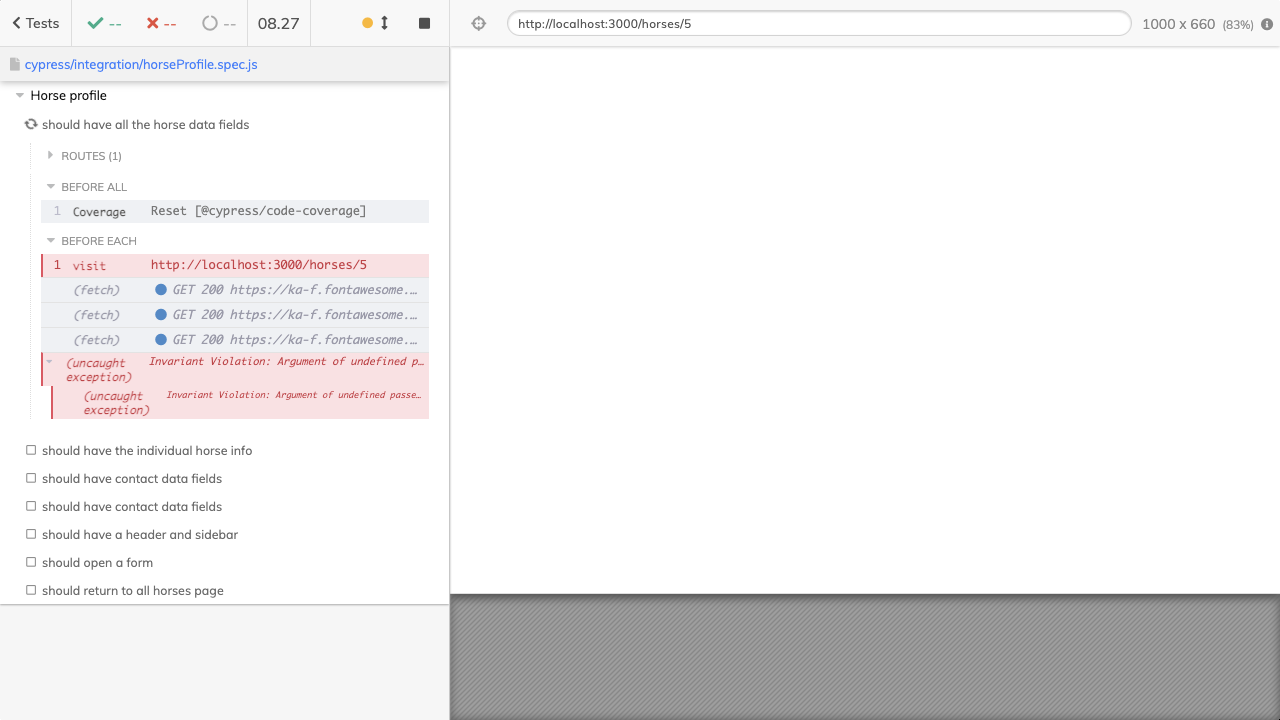 Tests -- -- -- 08.27 http://localhost:3000/horses/5 1000 x 660 (83%)
cypress/integration/horseProfile.spec.js
Horse profile
should have all the horse data fields
ROUTES (1)
BEFORE ALL
1 Coverage Reset [@cypress/code-coverage]
BEFORE EACH
1 visit http://localhost:3000/horses/5
(fetch) GET 200 https://ka-f.fontawesome.…
(fetch) GET 200 https://ka-f.fontawesome.…
(fetch) GET 200 https://ka-f.fontawesome.…
(uncaught Invariant Violation: Argument of undefined p…
exception)
(uncaught Invariant Violation: Argument of undefined passe…
exception)
should have the individual horse info
should have contact data fields
should have contact data fields
should have a header and sidebar
should open a form
should return to all horses page